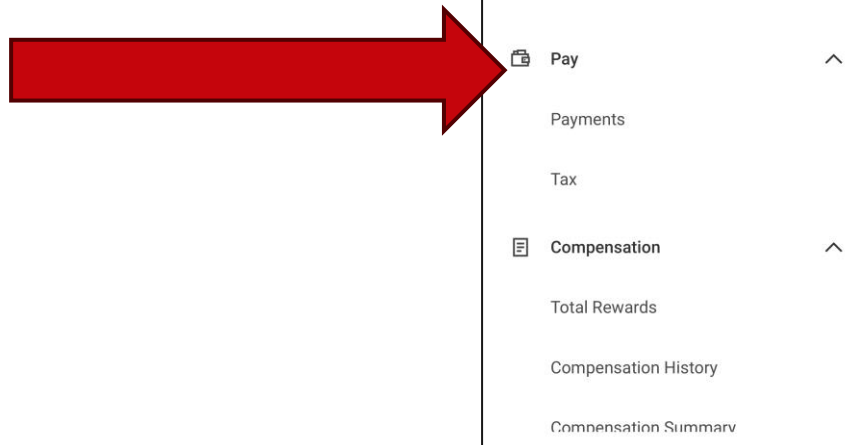 Pay
Payments
Tax
Compensation
Total Rewards
Compensation History
Compensation Summary